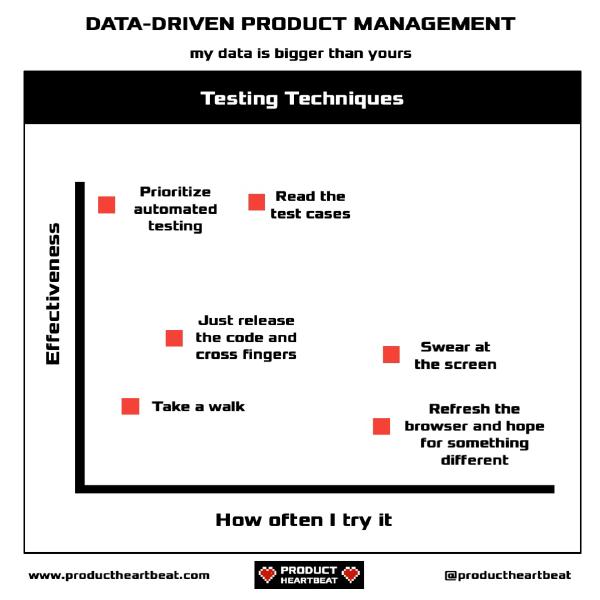 DATA-DRIVEN PRODUCT MANAGEMENT
my data is bigger than yours
Testing Techniques
Effectiveness
Prioritize
automated
testing
Read the
test cases
Just release
the code and
cross fingers
Swear at
the screen
Take a walk
Refresh the
browser and hope
for something
different
How often I try it
www.productheartbeat.com
PRODUCT
HEARTBEAT
@productheartbeat